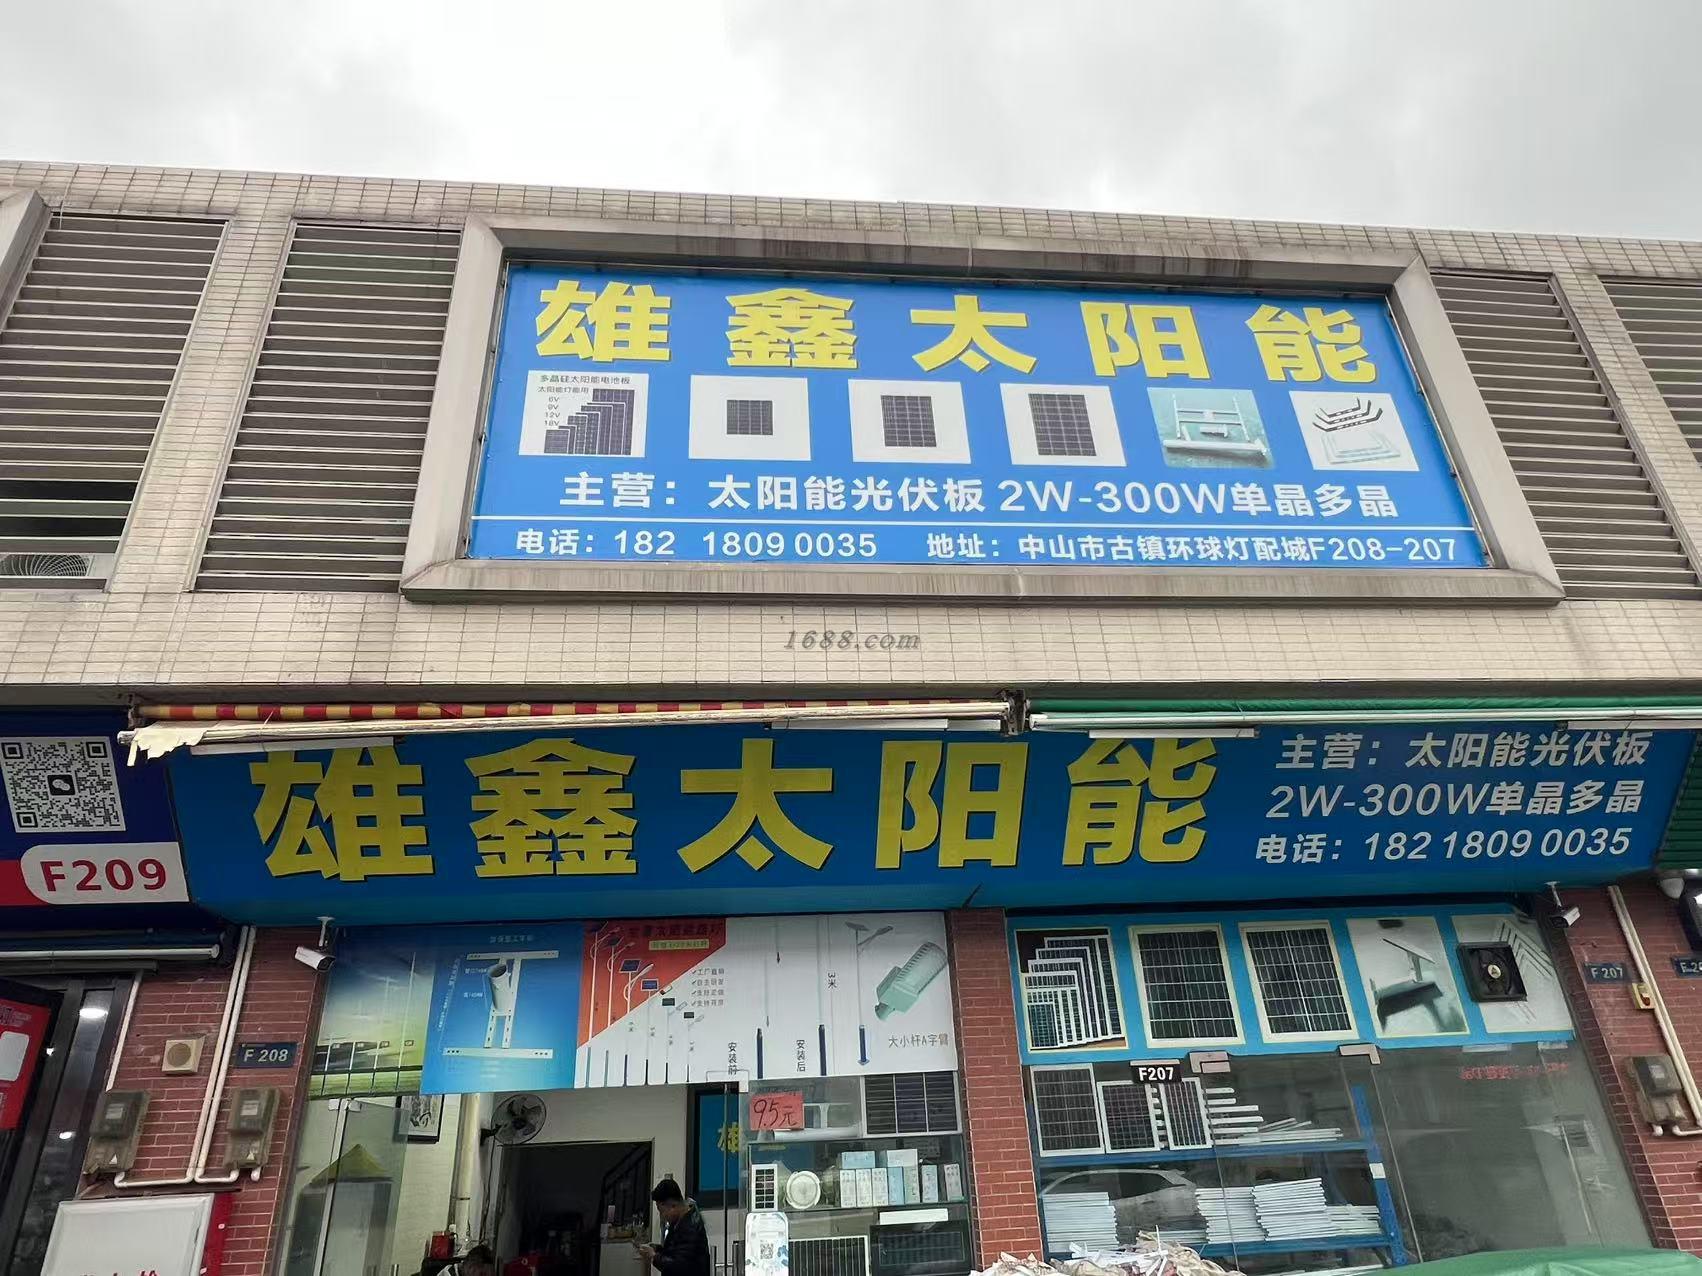 雄鑫太阳能
多晶硅太阳能电池板
太阳能灯能用
6V
9V
12V
18V
主营：太阳能光伏板 2W-300W单晶多晶
电话：182 1809 0035 地址：中山市古镇环球灯配城F208-207
1688.com
雄鑫太阳能
主营：太阳能光伏板
2W-300W单晶多晶
电话：182 1809 0035
F209
3米
安装前
安装后
大小杆A字臂
F 208
F207
F 207
95元